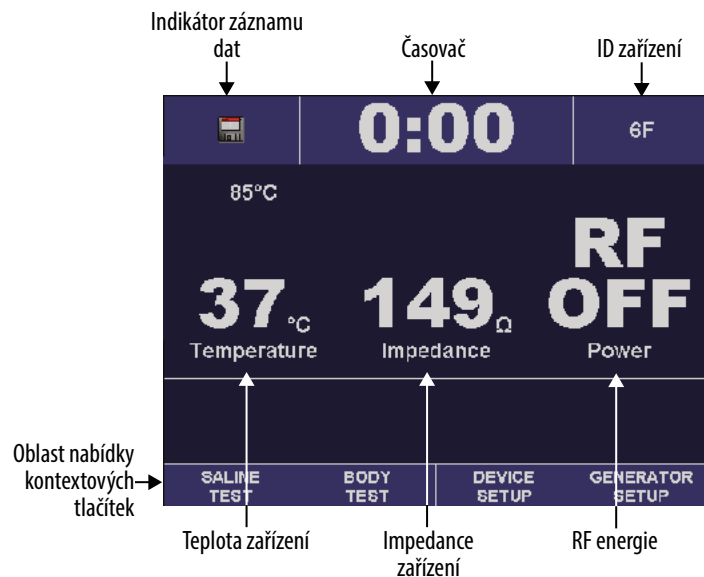 Indikátor záznamu
dat
Časovač
ID zařízení
0:00
6F
85°C
RF
OFF
37 °C
149 Ω
Temperature
Impedance
Power
Oblast nabídky
kontextových
tlačítek
SALINE
TEST
BODY
TEST
DEVICE
SETUP
GENERATOR
SETUP
Teplota zařízení
Impedance
zařízení
RF energie